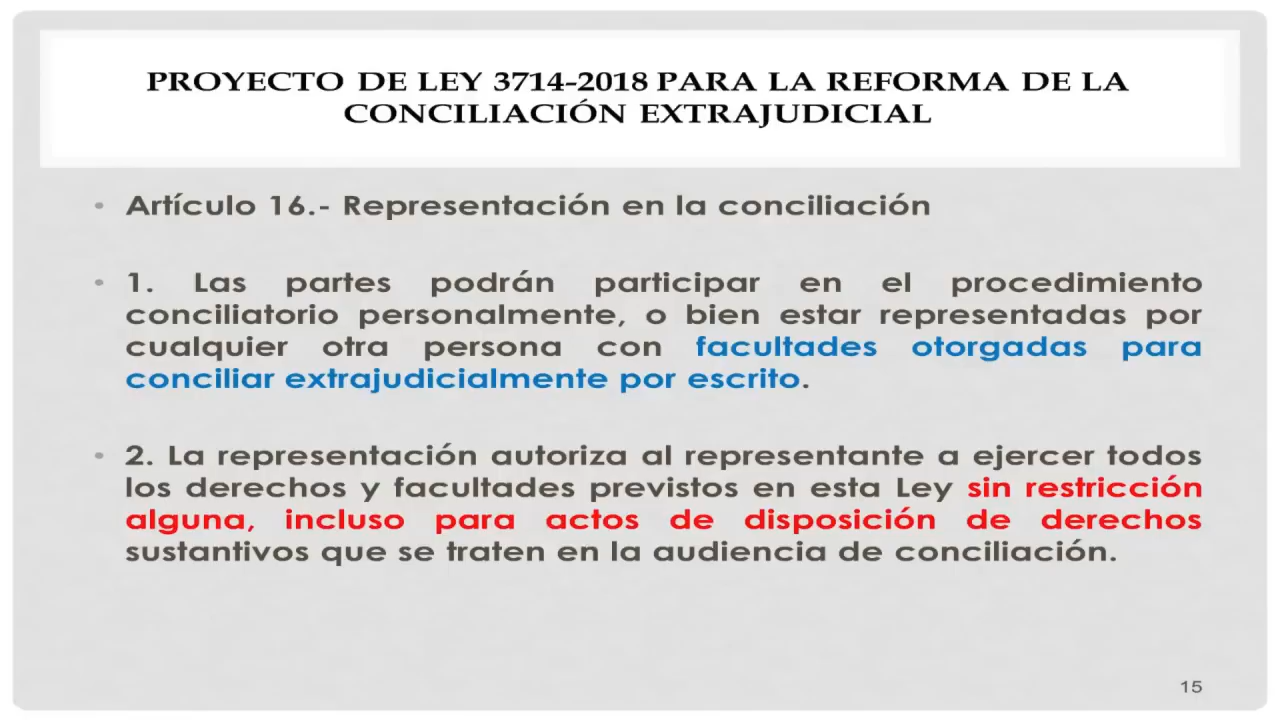 PROYECTO DE LEY 3714-2018 PARA LA REFORMA DE LA
CONCILIACIÓN EXTRAJUDICIAL
• Artículo 16.- Representación en la conciliación
• 1. Las partes podrán participar en el procedimiento
conciliatorio personalmente, o bien estar representadas por
cualquier otra persona con facultades otorgadas para
conciliar extrajudicialmente por escrito.
• 2. La representación autoriza al representante a ejercer todos
los derechos y facultades previstos en esta Ley sin restricción
alguna, incluso para actos de disposición de derechos
sustantivos que se traten en la audiencia de conciliación.
15